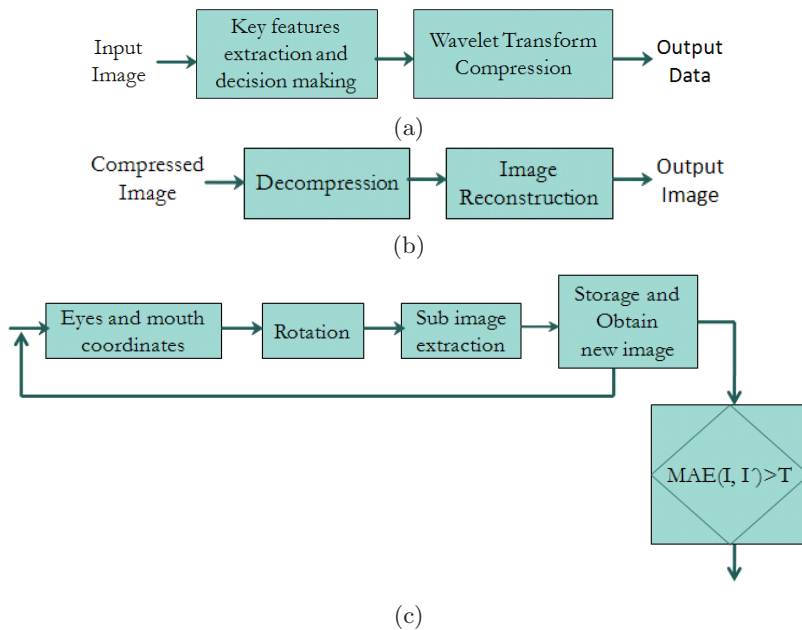 Input
Image
Key features
extraction and
decision making
Wavelet Transform
Compression
Output
Data
(a)
Compressed
Image
Decompression
Image
Reconstruction
Output
Image
(b)
Eyes and mouth
coordinates
Rotation
Sub image
extraction
Storage and
Obtain
new image
MAE(I, I´)>T
(c)